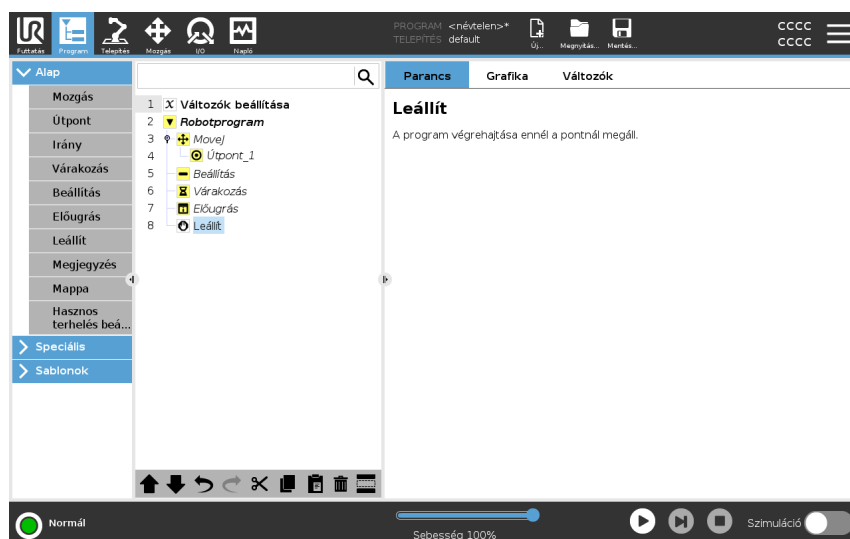 PROGRAM <névtelen>*
TELEPÍTÉS default
cccc
cccc
Futtatás Program Telepítés Mozgás I/O Napló Új... Megnyitás... Mentés...
Alap
Mozgás
Útpont
Irány
Várakozás
Beállítás
Előugrás
Leállít
Megjegyzés
Mappa
Hasznos
terhelés beá...
Speciális
Sablonok
1 X Változók beállítása
2 Robotprogram
3 MoveJ
4 Útpont_1
5 Beállítás
6 Várakozás
7 Előugrás
8 Leállít
Parancs Grafika Változók
Leállít
A program végrehajtása ennél a pontnál megáll.
Normál
Sebesség 100%
Szimuláció